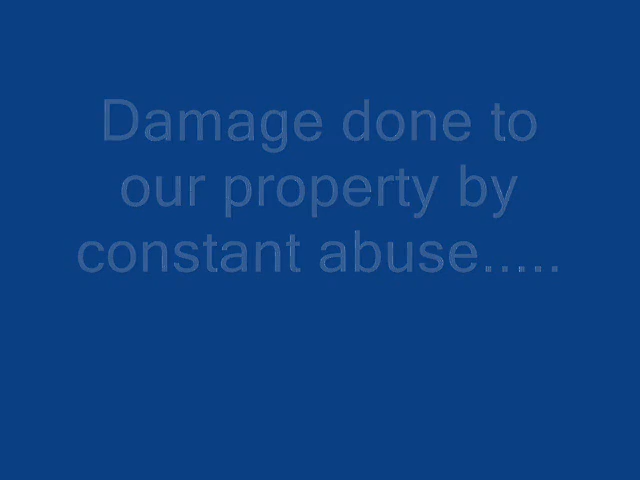 Damage done to
our property by
constant abuse.....